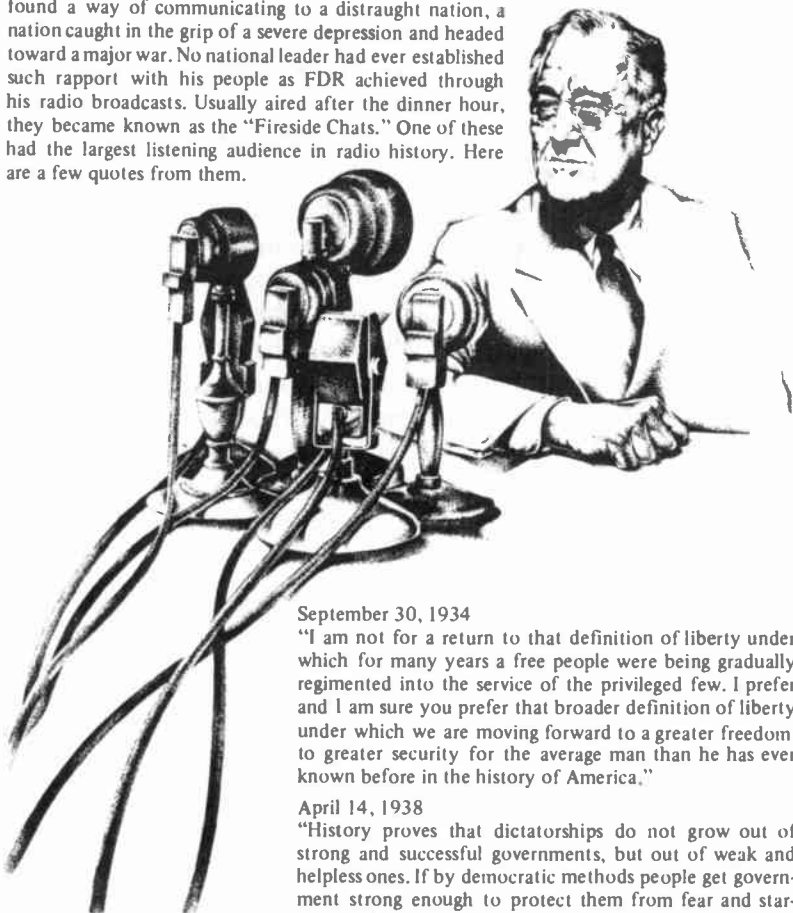 found a way of communicating to a distraught nation, a
nation caught in the grip of a severe depression and headed
toward a major war. No national leader had ever established
such rapport with his people as FDR achieved through
his radio broadcasts. Usually aired after the dinner hour,
they became known as the “Fireside Chats.” One of these
had the largest listening audience in radio history. Here
are a few quotes from them.
September 30, 1934
“I am not for a return to that definition of liberty under
which for many years a free people were being gradually
regimented into the service of the privileged few. I prefer
and I am sure you prefer that broader definition of liberty
under which we are moving forward to a greater freedom
to greater security for the average man than he has ever
known before in the history of America.”
April 14, 1938
“History proves that dictatorships do not grow out of
strong and successful governments, but out of weak and
helpless ones. If by democratic methods people get govern-
ment strong enough to protect them from fear and star-